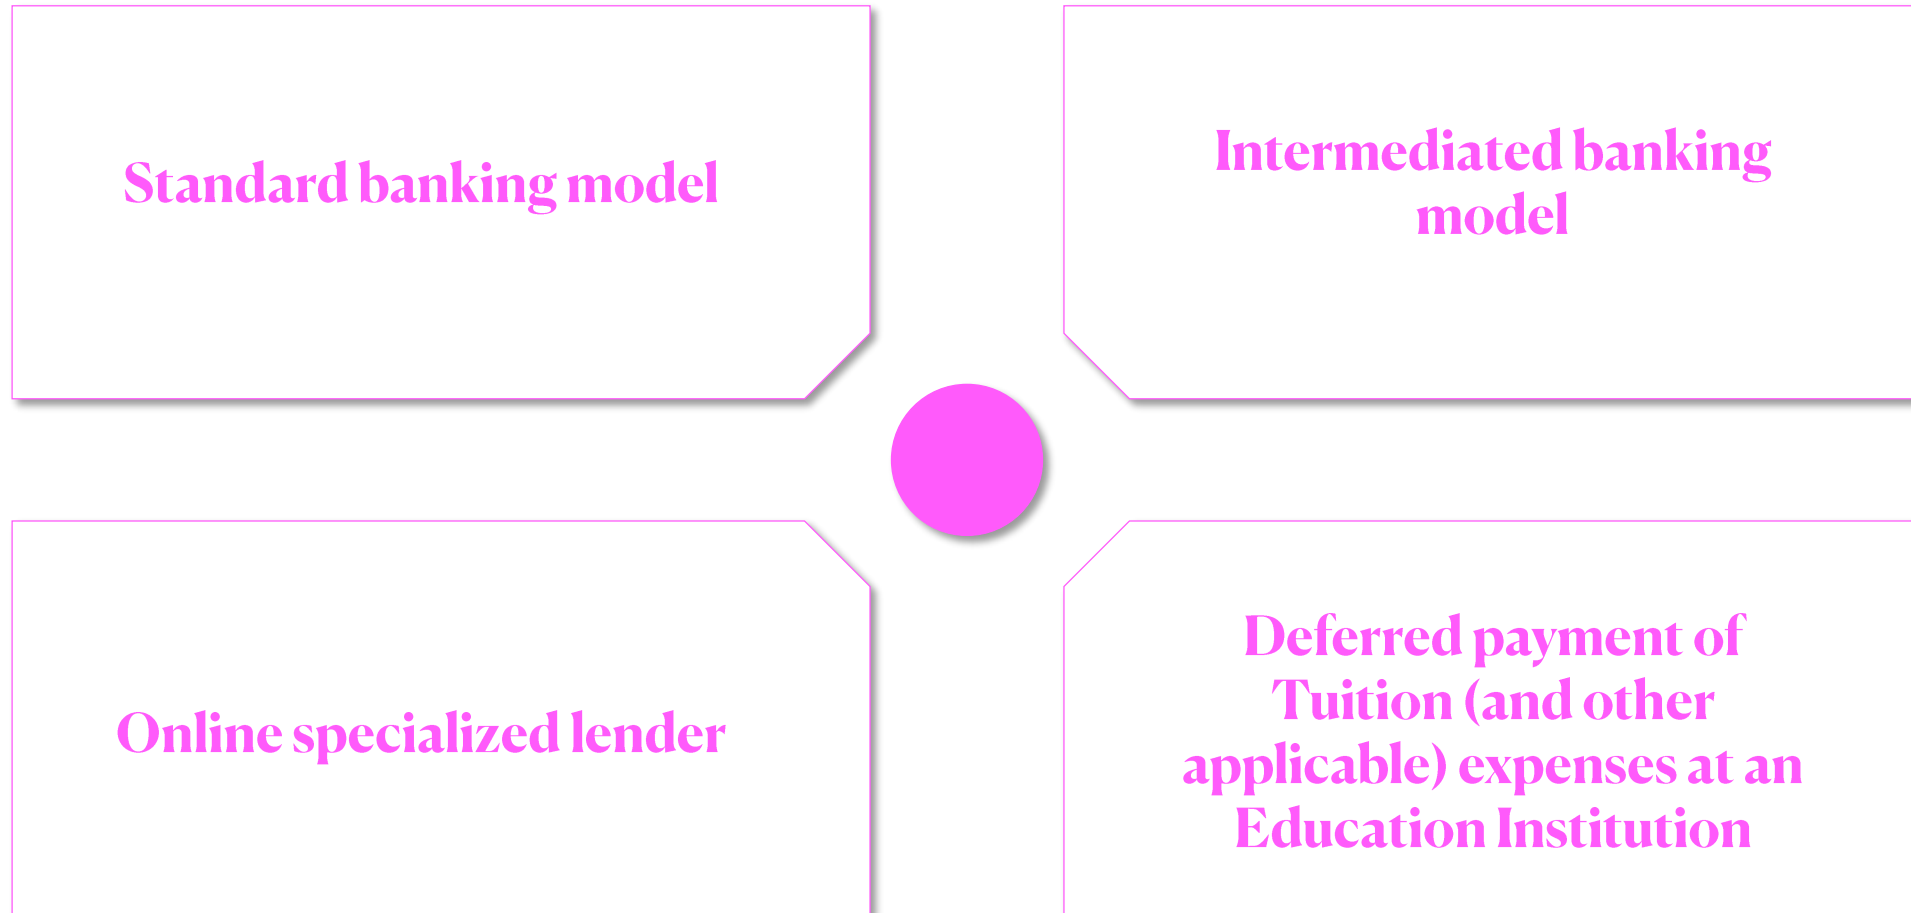 Standard banking model
Intermediated banking
model
Online specialized lender
Deferred payment of
Tuition (and other
applicable) expenses at an
Education Institution